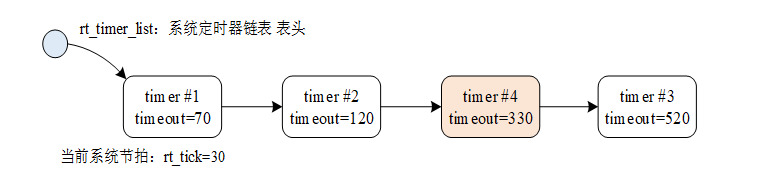 rt_timer_list：系统定时器链表 表头
timer #1
timeout=70
timer #2
timeout=120
timer #4
timeout=330
timer #3
timeout=520
当前系统节拍：rt_tick=30